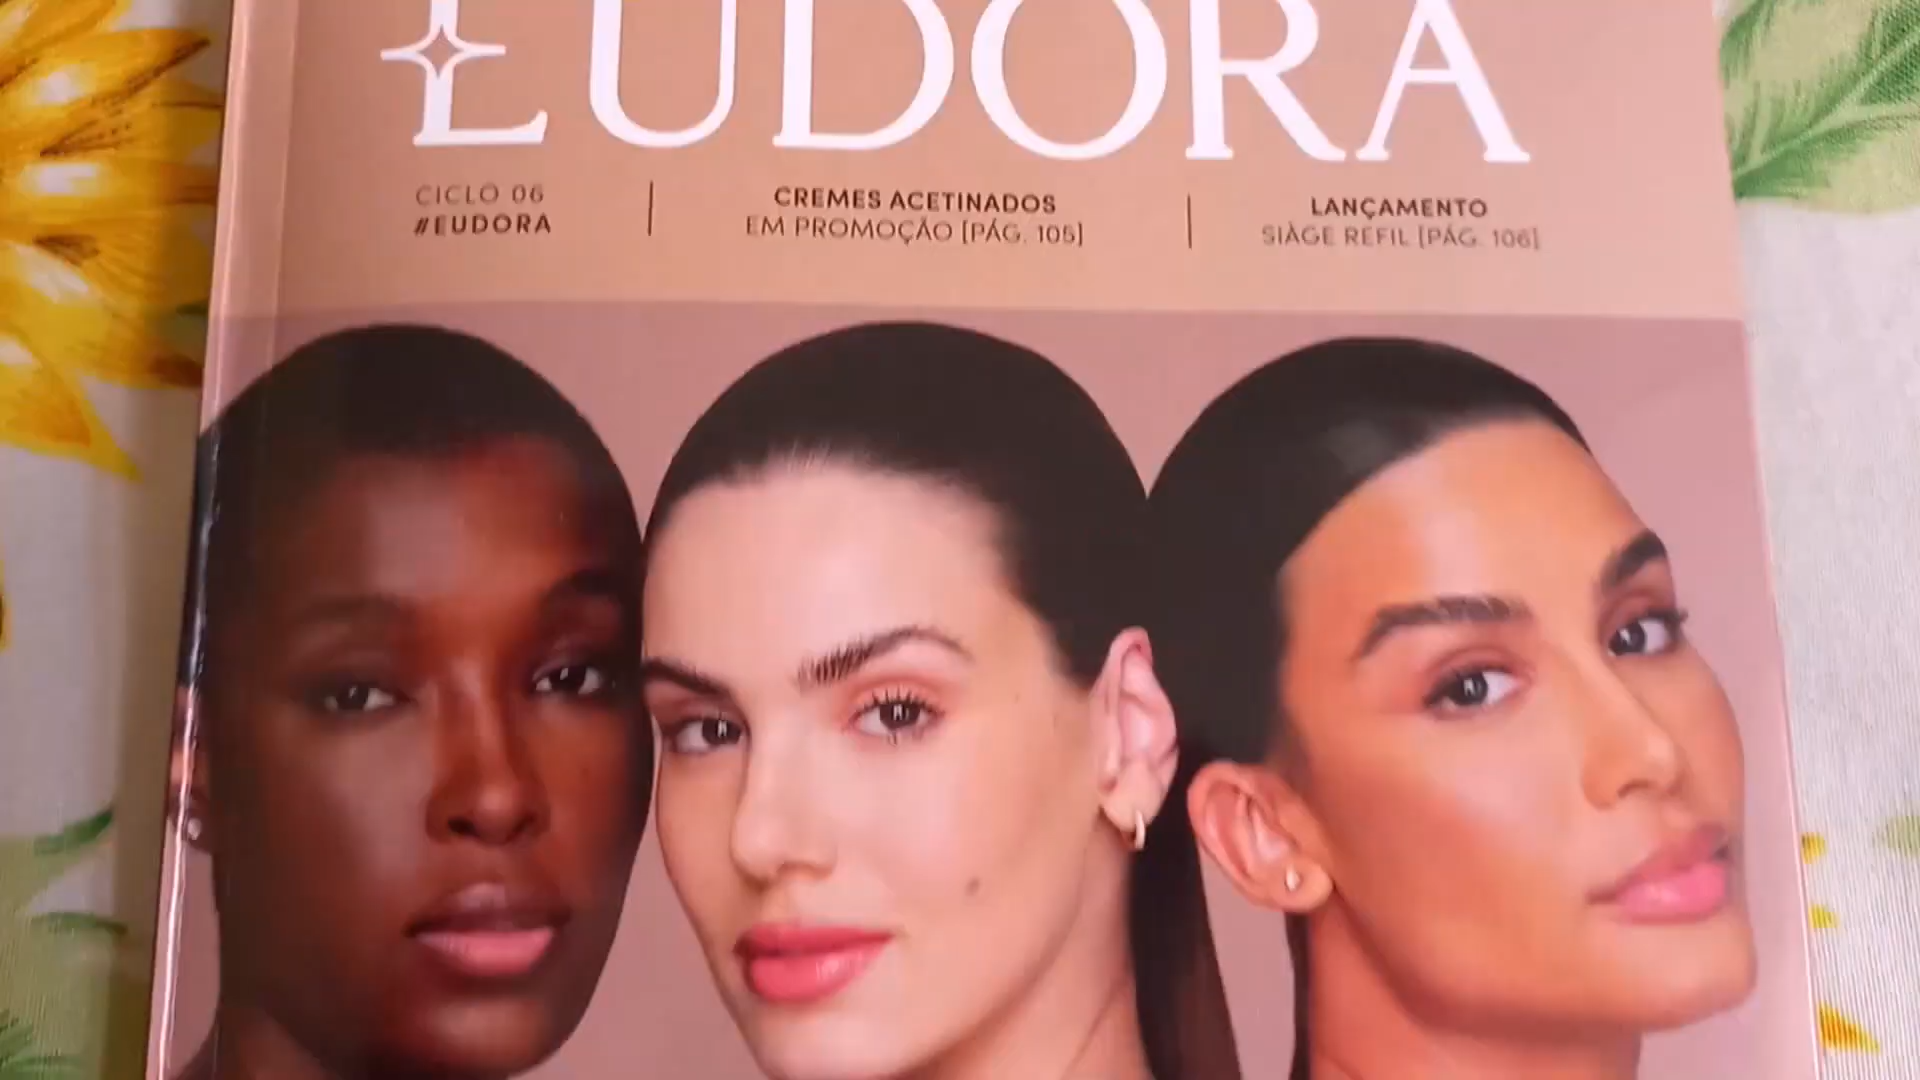 EUDORA
CICLO 06
#EUDORA
CREMES ACETINADOS
EM PROMOÇÃO [PÁG. 105]
LANÇAMENTO
SIÀGE REFIL [PÁG. 106]